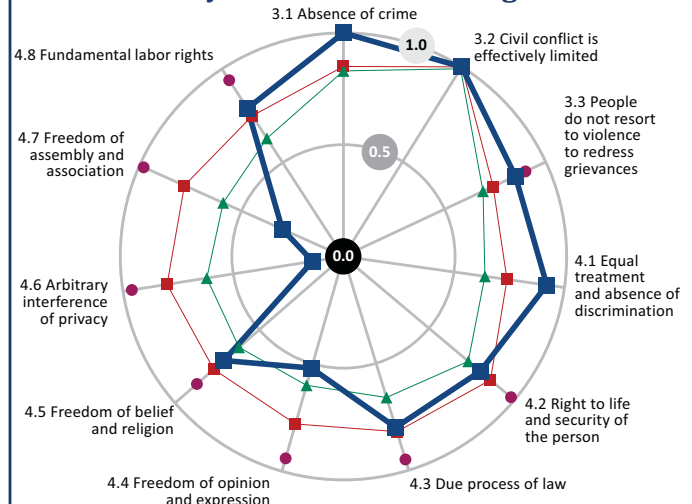 3.1 Absence of crime
1.0
3.2 Civil conflict is
effectively limited
3.3 People
do not resort
to violence
to redress
grievances
4.1 Equal
treatment
and absence of
discrimination
4.2 Right to life
and security of
the person
4.3 Due process of law
4.4 Freedom of opinion
and expression
4.5 Freedom of belief
and religion
4.6 Arbitrary
interference
of privacy
4.7 Freedom of
assembly and
association
4.8 Fundamental labor rights
0.5
0.0